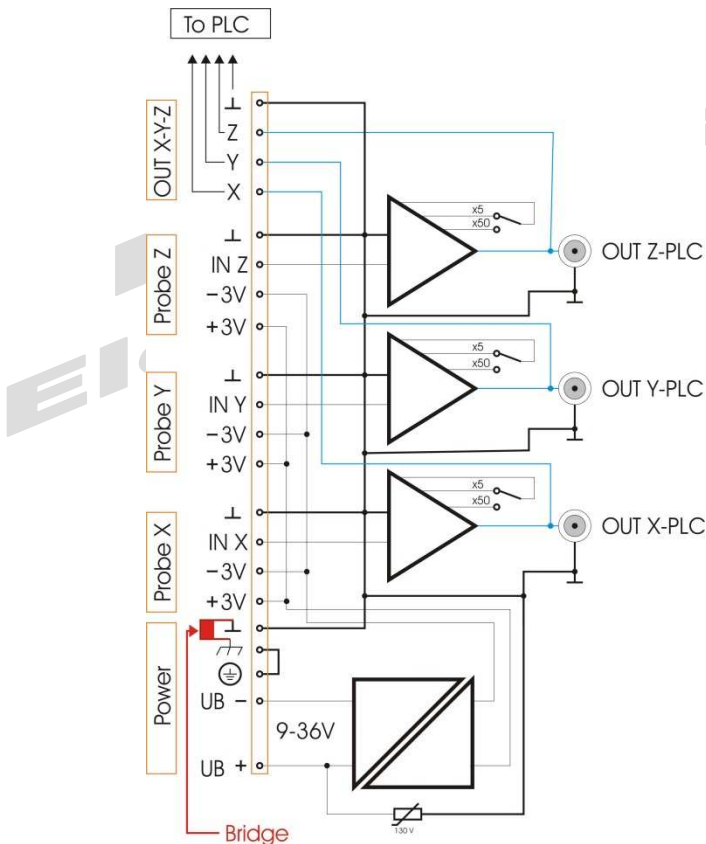 To PLC
OUT X-Y-Z
⊥
Z
Y
X
x5
x50
OUT Z-PLC
Probe Z
⊥
IN Z
−3V
+3V
x5
x50
OUT Y-PLC
Probe Y
⊥
IN Y
−3V
+3V
x5
x50
OUT X-PLC
Probe X
⊥
IN X
−3V
+3V
Power
⊥
UB −
9-36V
UB +
130 V
Bridge